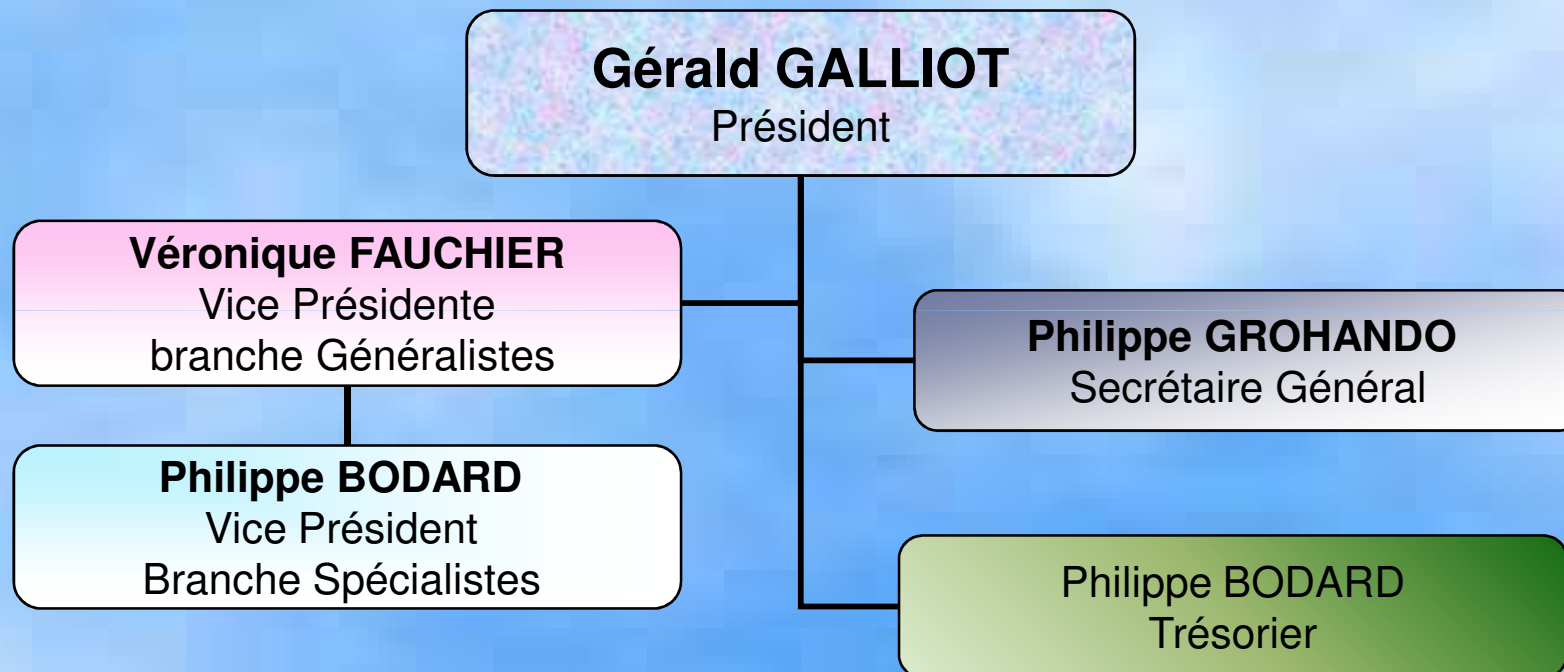 Gérald GALLIOT
Président
Véronique FAUCHIER
Vice Présidente
branche Généralistes
Philippe GROHANDO
Secrétaire Général
Philippe BODARD
Vice Président
Branche Spécialistes
Philippe BODARD
Trésorier